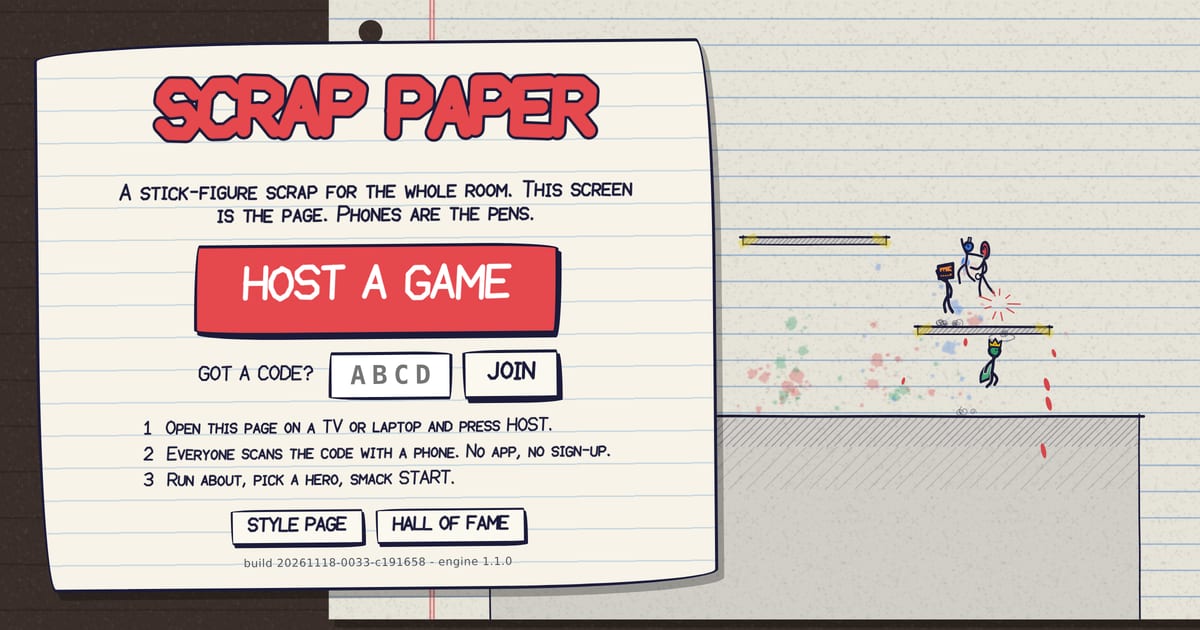 SCRAP PAPER
A STICK-FIGURE SCRAP FOR THE WHOLE ROOM. THIS SCREEN
IS THE PAGE. PHONES ARE THE PENS.
HOST A GAME
GOT A CODE? ABCD JOIN
1 OPEN THIS PAGE ON A TV OR LAPTOP AND PRESS HOST.
2 EVERYONE SCANS THE CODE WITH A PHONE. NO APP, NO SIGN-UP.
3 RUN ABOUT, PICK A HERO, SMACK START.
STYLE PAGE HALL OF FAME
build 20261118-0033-c191658 - engine 1.1.0